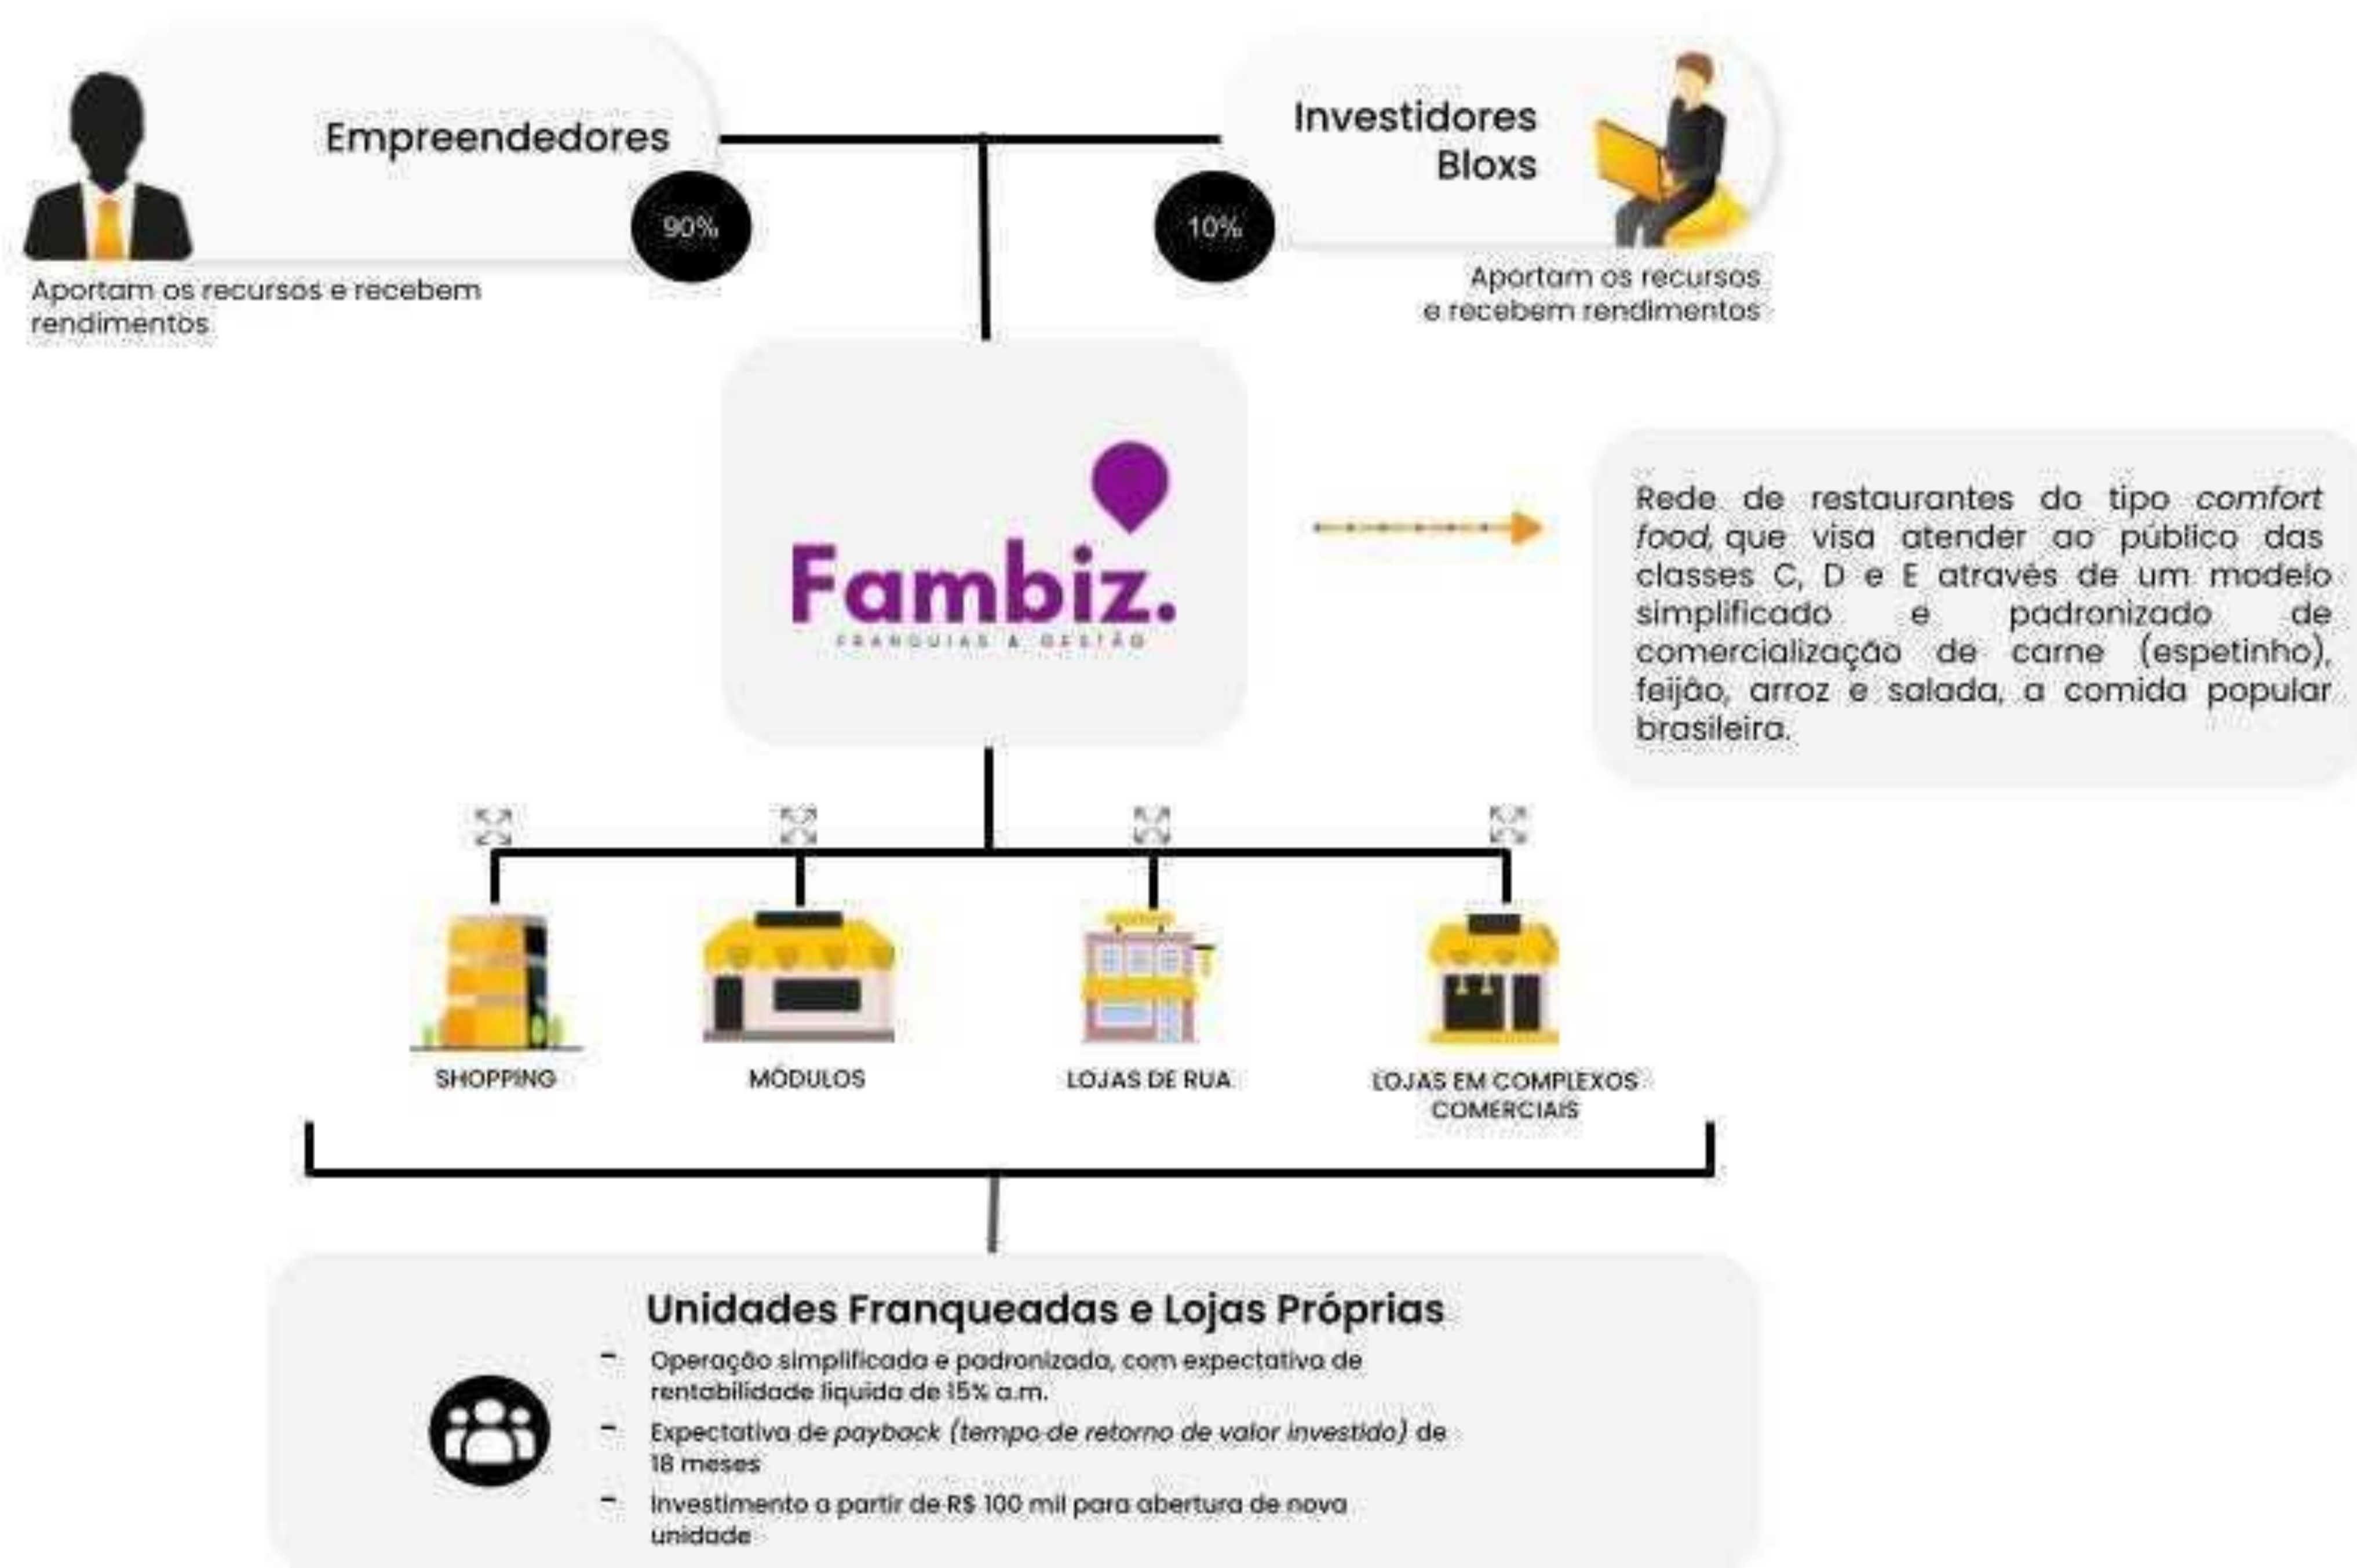 Empreendedores
90%
Aportam os recursos e recebem
rendimentos
Investidores
Bloxs
10%
Aportam os recursos
e recebem rendimentos
Fambiz.
FRANQUIAS & GESTÃO
Rede de restaurantes do tipo comfort
food, que visa atender ao público das
classes C, D e E através de um modelo
simplificado e padronizado de
comercialização de carne (espetinho),
feijão, arroz e salada, a comida popular
brasileira.
SHOPPING
MÓDULOS
LOJAS DE RUA
LOJAS EM COMPLEXOS
COMERCIAIS
Unidades Franqueadas e Lojas Próprias
- Operação simplificada e padronizada, com expectativa de
rentabilidade liquida de 15% a.m.
- Expectativa de payback (tempo de retorno de valor investido) de
18 meses
- Investimento a partir de R$ 100 mil para abertura de nova
unidade